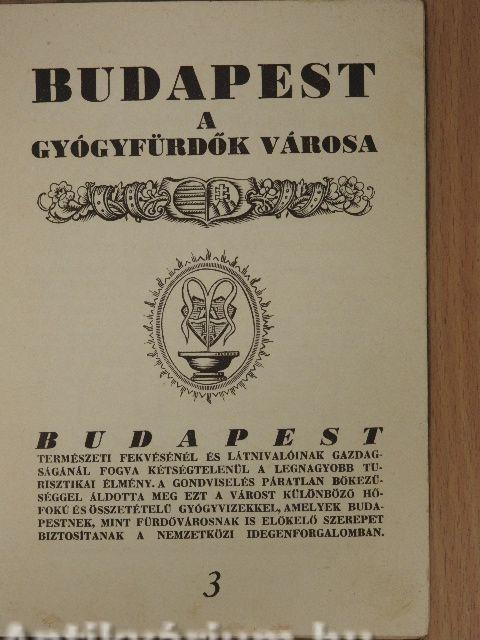 BUDAPEST
A
GYÓGYFÜRDŐK VÁROSA
BUDAPEST
TERMÉSZETI FEKVÉSÉNÉL ÉS LÁTNIVALÓINAK GAZDAG-
SÁGÁNÁL FOGVA KÉTSÉGTELENÜL A LEGNAGYOBB TU-
RISZTIKAI ÉLMÉNY. A GONDVISELÉS PÁRATLAN BŐKEZŰ-
SÉGGEL ÁLDOTTA MEG EZT A VÁROST KÜLÖNBÖZŐ HŐ-
FOKÚ ÉS ÖSSZETÉTELŰ GYÓGYVIZEKKEL, AMELYEK BUDA-
PESTNEK, MINT FÜRDŐVÁROSNAK IS ELŐKELŐ SZEREPET
BIZTOSÍTANAK A NEMZETKÖZI IDEGENFORGALOMBAN.
3
Antikvárium.hu